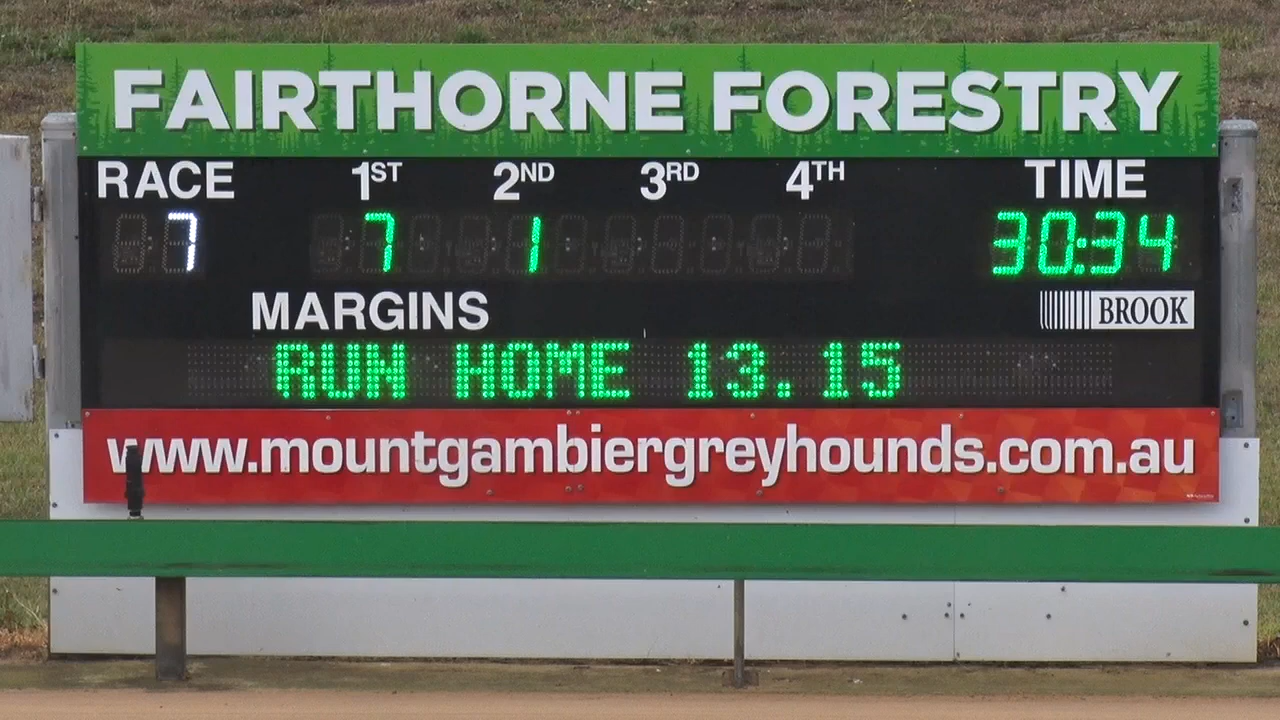 FAIRTHORNE FORESTRY
RACE 1ST 2ND 3RD 4TH TIME
7 7 1 30:34
MARGINS BROOK
RUN HOME 13.15
www.mountgambiergreyhounds.com.au